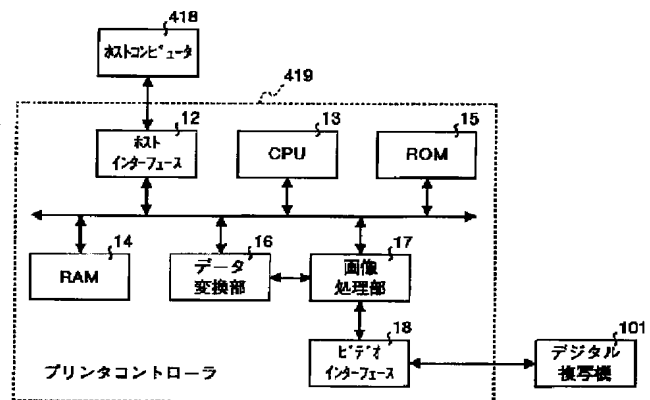 418
ホストコンピュータ
419
12
ホスト
インターフェース
13
CPU
15
ROM
14
RAM
16
データ
変換部
17
画像
処理部
18
ビデオ
インターフェース
101
デジタル
複写機
プリンタコントローラ